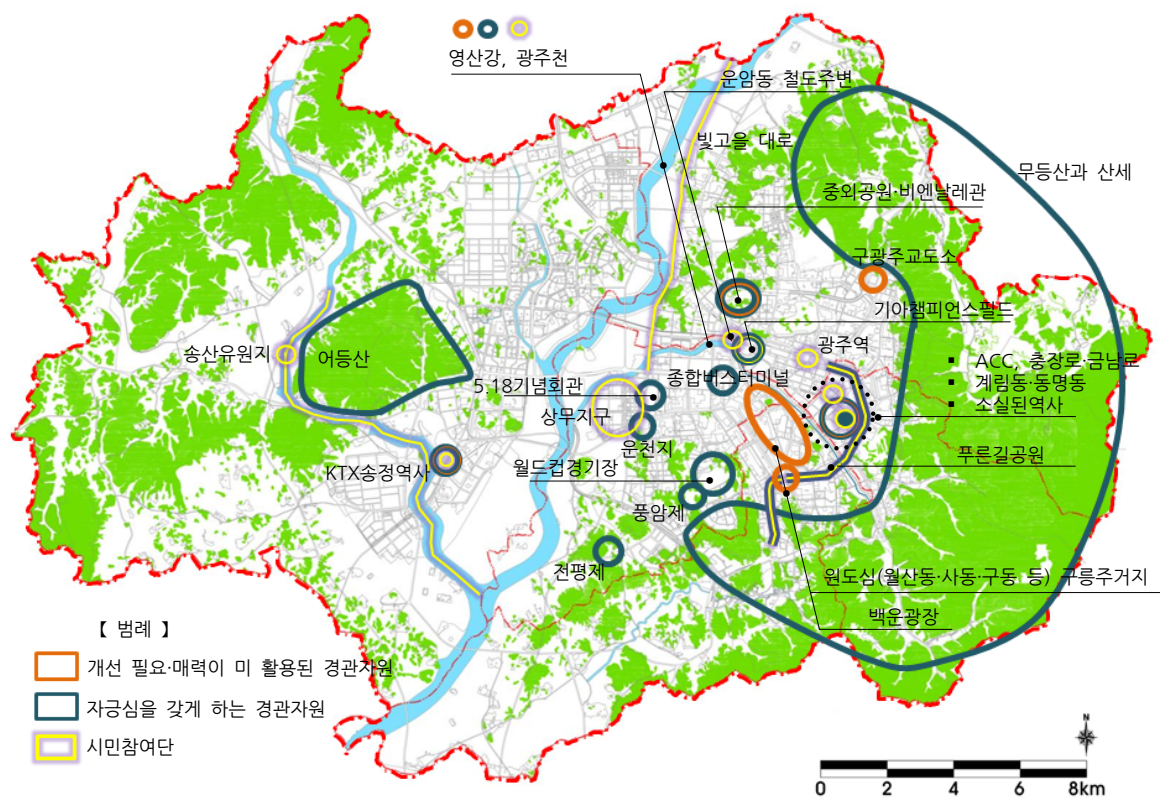 영산강, 광주천
운암동 철도주변
빛고을 대로
무등산과 산세
중외공원·비엔날레관
구광주교도소
기아챔피언스필드
광주역
송산유원지
어등산
종합버스터미널
ACC, 충장로·금남로
계림동·동명동
소실된역사
5.18기념회관
상무지구
운천지
푸른길공원
KTX송정역사
월드컵경기장
풍암제
전평제
원도심(월산동·사동·구동 등) 구릉주거지
백운광장
【 범례 】
개선 필요·매력이 미 활용된 경관자원
자긍심을 갖게 하는 경관자원
시민참여단
N
0 2 4 6 8km